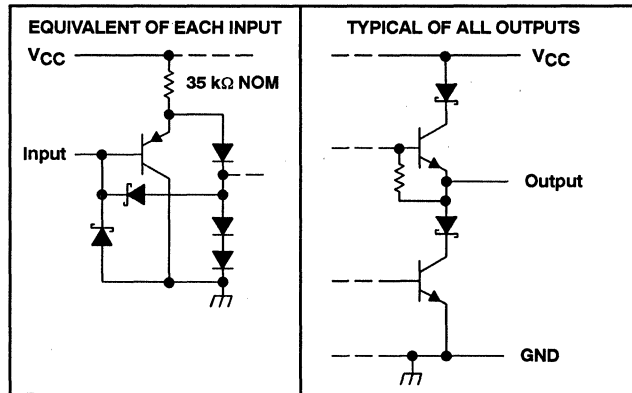 EQUIVALENT OF EACH INPUT
VCC
35 kΩ NOM
Input
TYPICAL OF ALL OUTPUTS
VCC
Output
GND